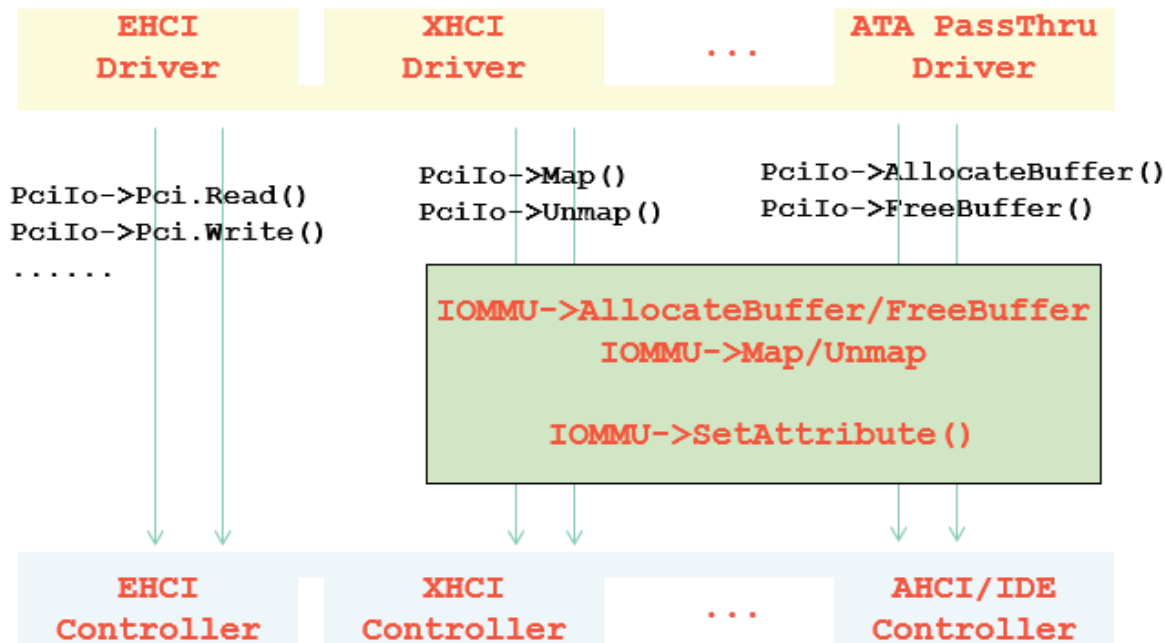 EHCI
Driver
XHCI
Driver
...
ATA PassThru
Driver
PciIo->Pci.Read()
PciIo->Pci.Write()
......
PciIo->Map()
PciIo->Unmap()
PciIo->AllocateBuffer()
PciIo->FreeBuffer()
IOMMU->AllocateBuffer/FreeBuffer
IOMMU->Map/Unmap
IOMMU->SetAttribute()
EHCI
Controller
XHCI
Controller
...
AHCI/IDE
Controller